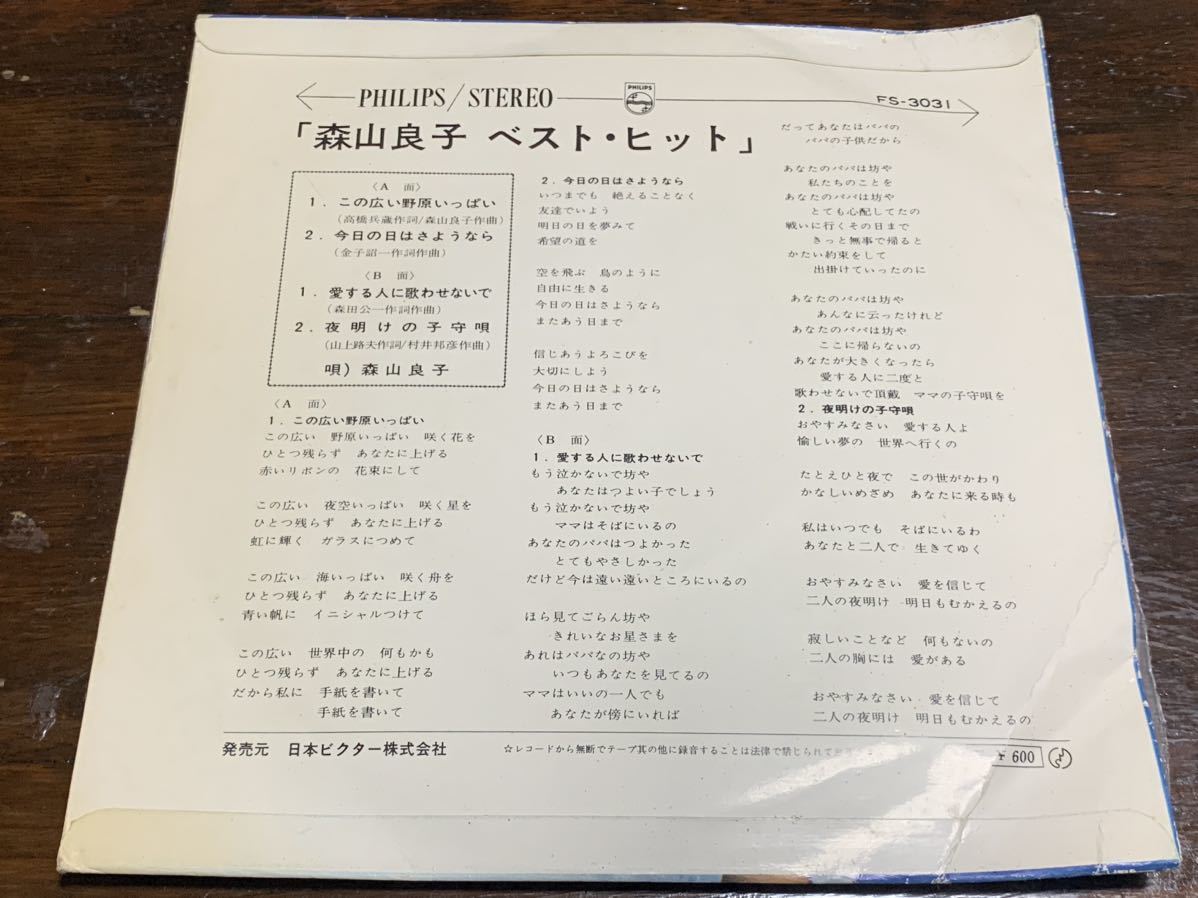 PHILIPS/STEREO
PHILIPS
FS-3031
「森山良子 ベスト・ヒット」
〈A 面〉
1. この広い野原いっぱい
(高橋兵蔵作詞/森山良子作曲)
2. 今日の日はさようなら
(金子詔一作詞作曲)
〈B 面〉
1. 愛する人に歌わせないで
(森田公一作詞作曲)
2. 夜明けの子守唄
(山上路夫作詞/村井邦彦作曲)
唄) 森山良子
〈A 面〉
1. この広い野原いっぱい
この広い 野原いっぱい 咲く花を
ひとつ残らず あなたに上げる
赤いリボンの 花束にして
この広い 夜空いっぱい 咲く星を
ひとつ残らず あなたに上げる
虹に輝く ガラスにつめて
この広い 海いっぱい 咲く舟を
ひとつ残らず あなたに上げる
青い帆に イニシャルつけて
この広い 世界中の 何もかも
ひとつ残らず あなたに上げる
だから私に 手紙を書いて
手紙を書いて
2. 今日の日はさようなら
いつまでも 絶えることなく
友達でいよう
明日の日を夢みて
希望の道を
空を飛ぶ 鳥のように
自由に生きる
今日の日はさようなら
またあう日まで
信じあうよろこびを
大切にしよう
今日の日はさようなら
またあう日まで
〈B 面〉
1. 愛する人に歌わせないで
もう泣かないで坊や
あなたはつよい子でしょう
もう泣かないで坊や
ママはそばにいるの
あなたのパパはつよかった
とてもやさしかった
だけど今は遠い遠いところにいるの
ほら見てごらん坊や
きれいなお星さまを
あれはパパなの坊や
いつもあなたを見てるの
ママはいいの一人でも
あなたが傍にいれば
だってあなたはパパの
パパの子供だから
あなたのパパは坊や
私たちのことを
あなたのパパは坊や
とても心配してたの
戦いに行くその日まで
きっと無事で帰ると
かたい約束をして
出掛けていったのに
あなたのパパは坊や
あんなに云ったけれど
あなたのパパは坊や
ここに帰らないの
あなたが大きくなったら
愛する人に二度と
歌わせないで頂戴 ママの子守唄を
2. 夜明けの子守唄
おやすみなさい 愛する人よ
愉しい夢の 世界へ行くの
たとえひと夜で この世がかわり
かなしいめざめ あなたに来る時も
私はいつでも そばにいるわ
あなたと二人で 生きてゆく
おやすみなさい 愛を信じて
二人の夜明け 明日もむかえるの
寂しいことなど 何もないの
二人の胸には 愛がある
おやすみなさい 愛を信じて
二人の夜明け 明日もむかえるの
発売元 日本ビクター株式会社
☆レコードから無断でテープ其の他に録音することは法律で禁じられて
¥ 600